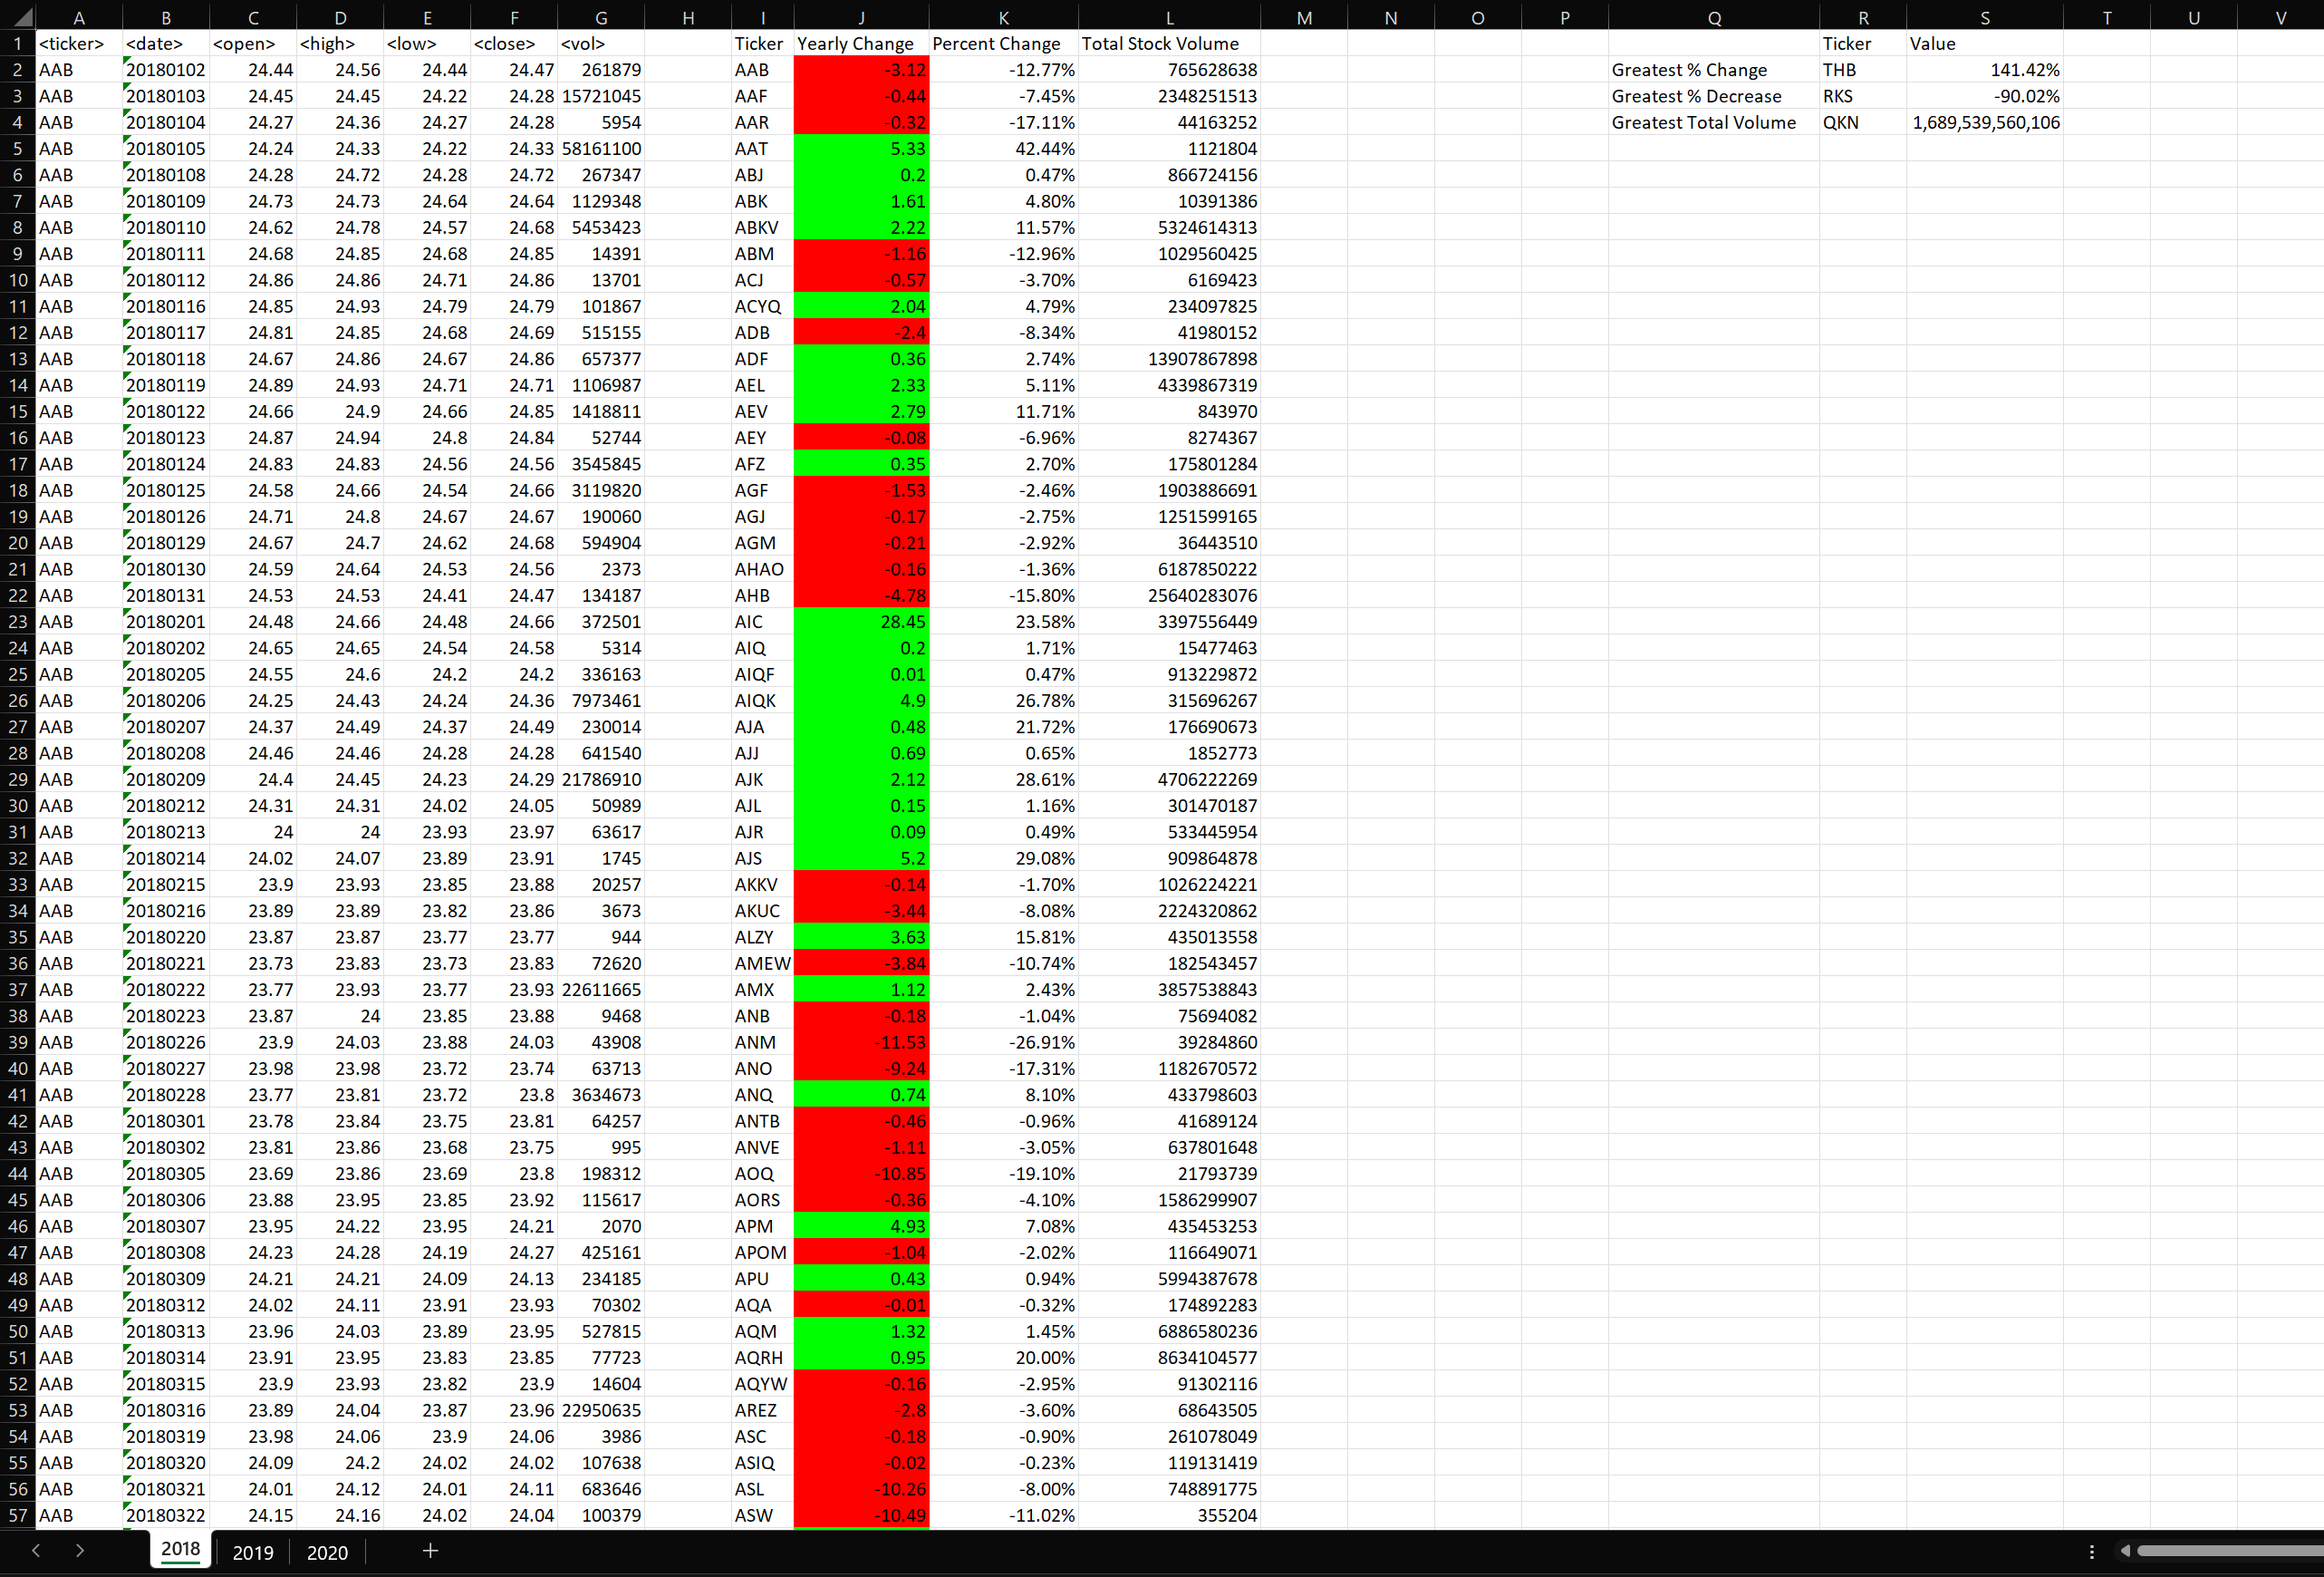 A B C D E F G H I J K L M N O P Q R S T U V
1 <ticker> <date> <open> <high> <low> <close> <vol> Ticker Yearly Change Percent Change Total Stock Volume Ticker Value
2 AAB 20180102 24.44 24.56 24.44 24.47 261879 AAB -3.12 -12.77% 765628638 Greatest % Change THB 141.42%
3 AAB 20180103 24.45 24.45 24.22 24.28 15721045 AAF -0.44 -7.45% 2348251513 Greatest % Decrease RKS -90.02%
4 AAB 20180104 24.27 24.36 24.27 24.28 5954 AAR -0.32 -17.11% 44163252 Greatest Total Volume QKN 1,689,539,560,106
5 AAB 20180105 24.24 24.33 24.22 24.33 58161100 AAT 5.33 42.44% 1121804
6 AAB 20180108 24.28 24.72 24.28 24.72 267347 ABJ 0.2 0.47% 866724156
7 AAB 20180109 24.73 24.73 24.64 24.64 1129348 ABK 1.61 4.80% 10391386
8 AAB 20180110 24.62 24.78 24.57 24.68 5453423 ABKV 2.22 11.57% 5324614313
9 AAB 20180111 24.68 24.85 24.68 24.85 14391 ABM -1.16 -12.96% 1029560425
10 AAB 20180112 24.86 24.86 24.71 24.86 13701 ACJ -0.57 -3.70% 6169423
11 AAB 20180116 24.85 24.93 24.79 24.79 101867 ACYQ 2.04 4.79% 234097825
12 AAB 20180117 24.81 24.85 24.68 24.69 515155 ADB -2.4 -8.34% 41980152
13 AAB 20180118 24.67 24.86 24.67 24.86 657377 ADF 0.36 2.74% 13907867898
14 AAB 20180119 24.89 24.93 24.71 24.71 1106987 AEL 2.33 5.11% 4339867319
15 AAB 20180122 24.66 24.9 24.66 24.85 1418811 AEV 2.79 11.71% 843970
16 AAB 20180123 24.87 24.94 24.8 24.84 52744 AEY -0.08 -6.96% 8274367
17 AAB 20180124 24.83 24.83 24.56 24.56 3545845 AFZ 0.35 2.70% 175801284
18 AAB 20180125 24.58 24.66 24.54 24.66 3119820 AGF -1.53 -2.46% 1903886691
19 AAB 20180126 24.71 24.8 24.67 24.67 190060 AGJ -0.17 -2.75% 1251599165
20 AAB 20180129 24.67 24.7 24.62 24.68 594904 AGM -0.21 -2.92% 36443510
21 AAB 20180130 24.59 24.64 24.53 24.56 2373 AHAO -0.16 -1.36% 6187850222
22 AAB 20180131 24.53 24.53 24.41 24.47 134187 AHB -4.78 -15.80% 25640283076
23 AAB 20180201 24.48 24.66 24.48 24.66 372501 AIC 28.45 23.58% 3397556449
24 AAB 20180202 24.65 24.65 24.54 24.58 5314 AIQ 0.2 1.71% 15477463
25 AAB 20180205 24.55 24.6 24.2 24.2 336163 AIQF 0.01 0.47% 913229872
26 AAB 20180206 24.25 24.43 24.24 24.36 7973461 AIQK 4.9 26.78% 315696267
27 AAB 20180207 24.37 24.49 24.37 24.49 230014 AJA 0.48 21.72% 176690673
28 AAB 20180208 24.46 24.46 24.28 24.28 641540 AJJ 0.69 0.65% 1852773
29 AAB 20180209 24.4 24.45 24.23 24.29 21786910 AJK 2.12 28.61% 4706222269
30 AAB 20180212 24.31 24.31 24.02 24.05 50989 AJL 0.15 1.16% 301470187
31 AAB 20180213 24 24 23.93 23.97 63617 AJR 0.09 0.49% 533445954
32 AAB 20180214 24.02 24.07 23.89 23.91 1745 AJS 5.2 29.08% 909864878
33 AAB 20180215 23.9 23.93 23.85 23.88 20257 AKKV -0.14 -1.70% 1026224221
34 AAB 20180216 23.89 23.89 23.82 23.86 3673 AKUC -3.44 -8.08% 2224320862
35 AAB 20180220 23.87 23.87 23.77 23.77 944 ALZY 3.63 15.81% 435013558
36 AAB 20180221 23.73 23.83 23.73 23.83 72620 AMEW -3.84 -10.74% 182543457
37 AAB 20180222 23.77 23.93 23.77 23.93 22611665 AMX 1.12 2.43% 3857538843
38 AAB 20180223 23.87 24 23.85 23.88 9468 ANB -0.18 -1.04% 75694082
39 AAB 20180226 23.9 24.03 23.88 24.03 43908 ANM -11.53 -26.91% 39284860
40 AAB 20180227 23.98 23.98 23.72 23.74 63713 ANO -9.24 -17.31% 1182670572
41 AAB 20180228 23.77 23.81 23.72 23.8 3634673 ANQ 0.74 8.10% 433798603
42 AAB 20180301 23.78 23.84 23.75 23.81 64257 ANTB -0.46 -0.96% 41689124
43 AAB 20180302 23.81 23.86 23.68 23.75 995 ANVE -1.11 -3.05% 637801648
44 AAB 20180305 23.69 23.86 23.69 23.8 198312 AOQ -10.85 -19.10% 21793739
45 AAB 20180306 23.88 23.95 23.85 23.92 115617 AORS -0.36 -4.10% 1586299907
46 AAB 20180307 23.95 24.22 23.95 24.21 2070 APM 4.93 7.08% 435453253
47 AAB 20180308 24.23 24.28 24.19 24.27 425161 APOM -1.04 -2.02% 116649071
48 AAB 20180309 24.21 24.21 24.09 24.13 234185 APU 0.43 0.94% 5994387678
49 AAB 20180312 24.02 24.11 23.91 23.93 70302 AQA -0.01 -0.32% 174892283
50 AAB 20180313 23.96 24.03 23.89 23.95 527815 AQM 1.32 1.45% 6886580236
51 AAB 20180314 23.91 23.95 23.83 23.85 77723 AQRH 0.95 20.00% 8634104577
52 AAB 20180315 23.9 23.93 23.82 23.9 14604 AQYW -0.16 -2.95% 91302116
53 AAB 20180316 23.89 24.04 23.87 23.96 22950635 AREZ -2.8 -3.60% 68643505
54 AAB 20180319 23.98 24.06 23.9 24.06 3986 ASC -0.18 -0.90% 261078049
55 AAB 20180320 24.09 24.2 24.02 24.02 107638 ASIQ -0.02 -0.23% 119131419
56 AAB 20180321 24.01 24.12 24.01 24.11 683646 ASL -10.26 -8.00% 748891775
57 AAB 20180322 24.15 24.16 24.02 24.04 100379 ASW -10.49 -11.02% 355204
2018 2019 2020